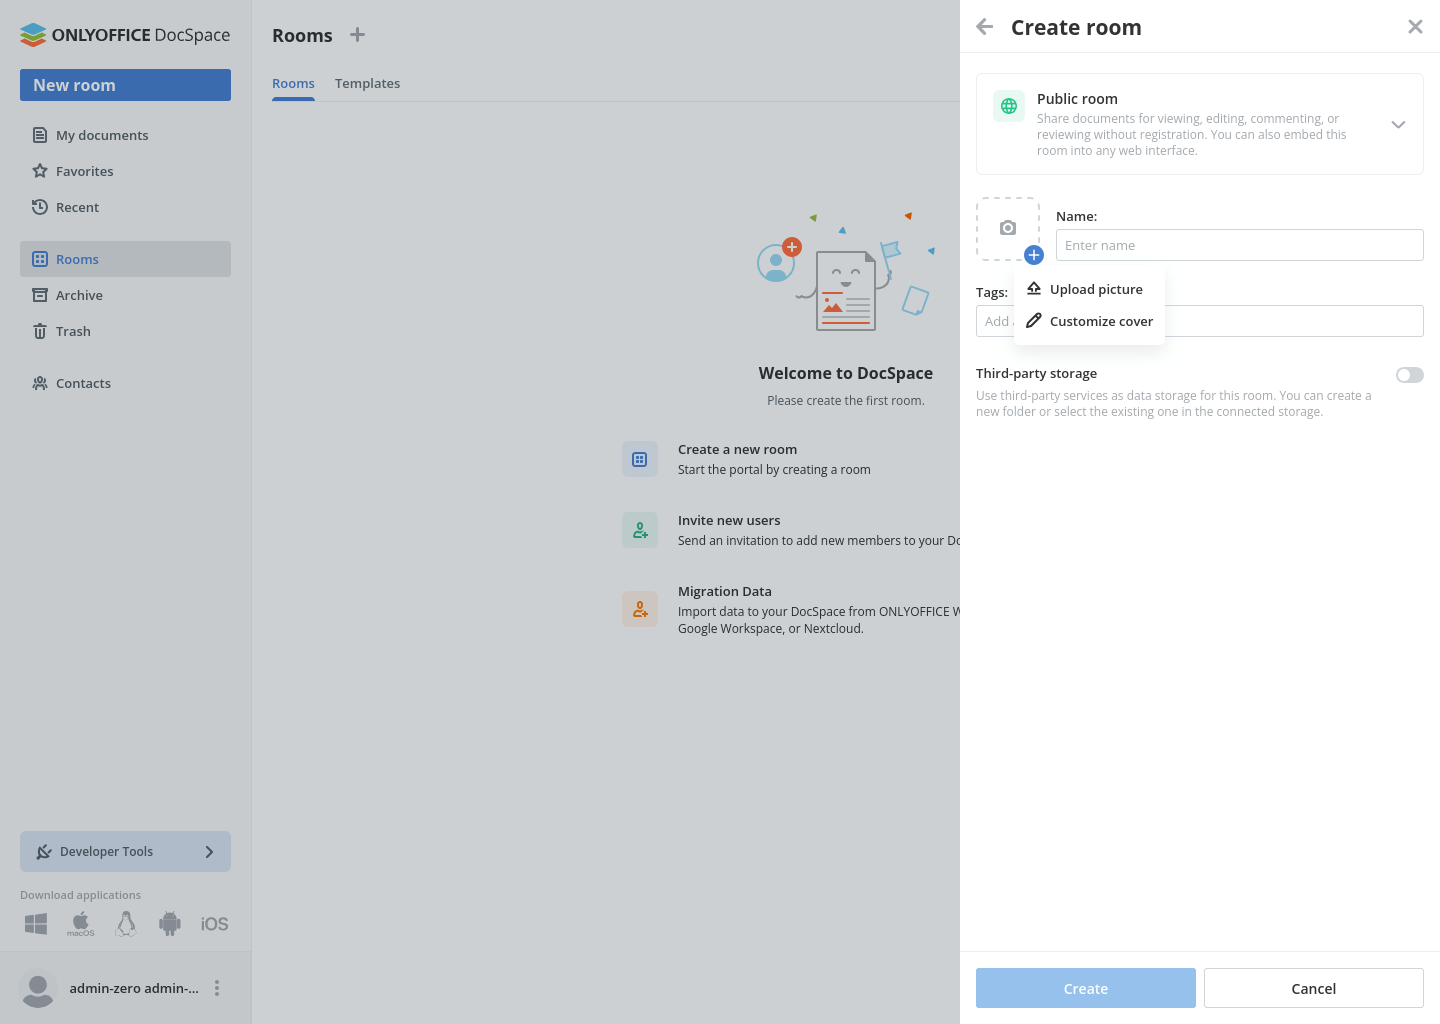 ONLYOFFICE DocSpace
New room
My documents
Favorites
Recent
Rooms
Archive
Trash
Contacts
Developer Tools
Download applications
macOS
iOS
admin-zero admin-...
Rooms
Rooms Templates
Welcome to DocSpace
Please create the first room.
Create a new room
Start the portal by creating a room
Invite new users
Send an invitation to add new members to your
Migration Data
Import data to your DocSpace from ONLYOFFICE
Google Workspace, or Nextcloud.
Create room
Public room
Share documents for viewing, editing, commenting, or
reviewing without registration. You can also embed this
room into any web interface.
Name:
Enter name
Tags:
Add
Upload picture
Customize cover
Third-party storage
Use third-party services as data storage for this room. You can create a
new folder or select the existing one in the connected storage.
Create
Cancel